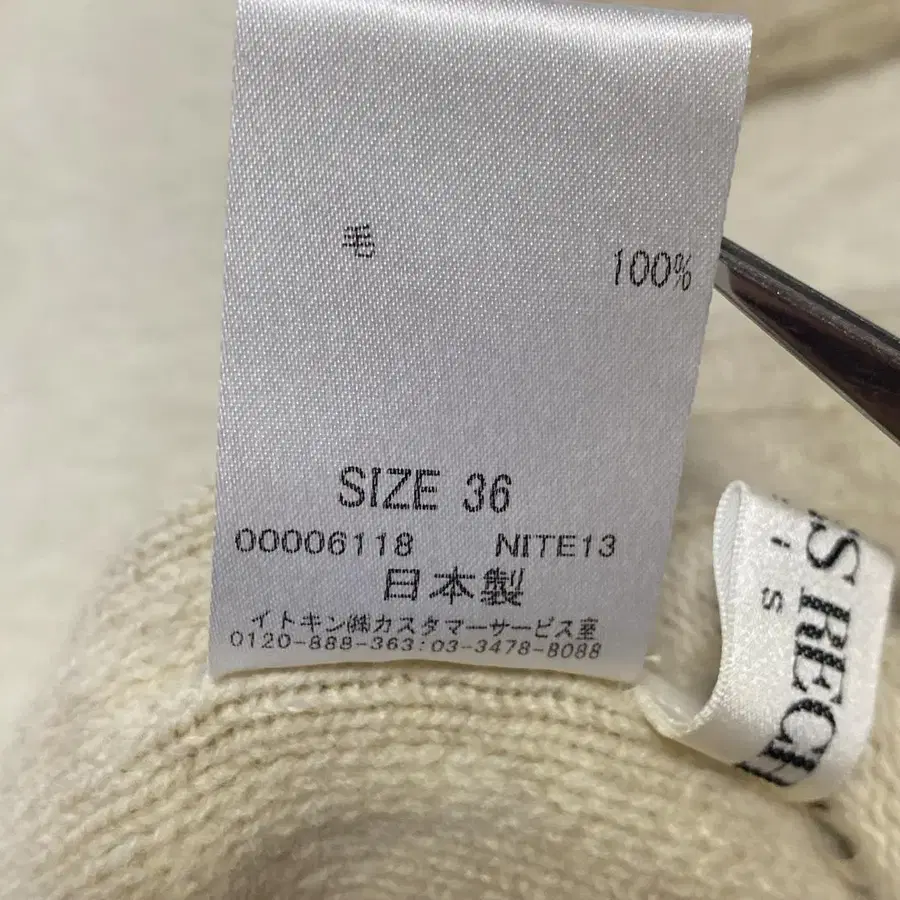 毛 100%
SIZE 36
00006118 NITE13
日本製
イトキン㈱カスタマーサービス室
0120-888-363:03-3478-8088
S RECH
I S